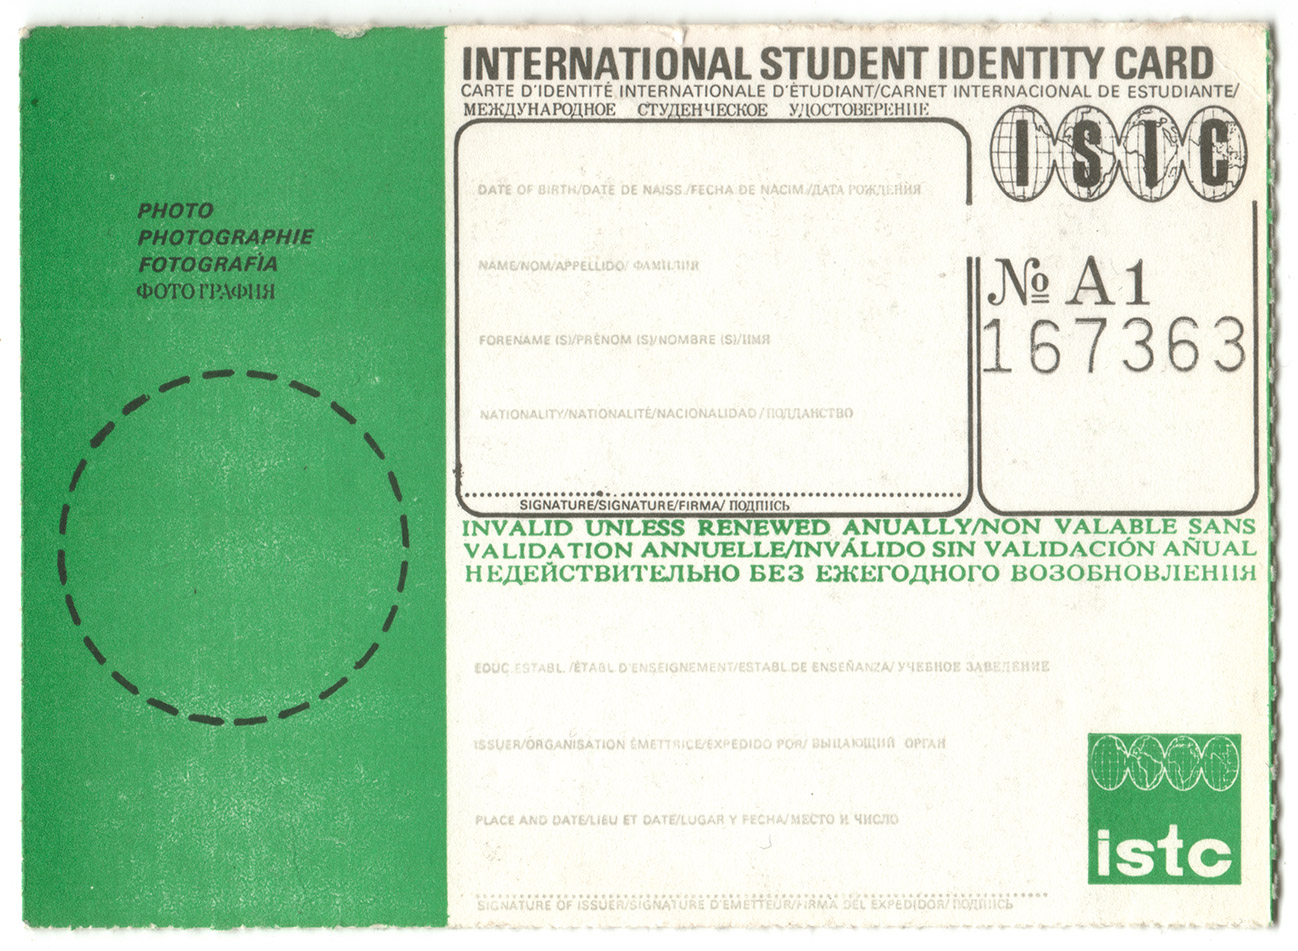 INTERNATIONAL STUDENT IDENTITY CARD
CARTE D'IDENTITÉ INTERNATIONALE D'ÉTUDIANT/CARNET INTERNACIONAL DE ESTUDIANTE/
МЕЖДУНАРОДНОЕ СТУДЕНЧЕСКОЕ УДОСТОВЕРЕНИЕ
ISIC
PHOTO
PHOTOGRAPHIE
FOTOGRAFÍA
ФОТОГРАФИЯ
DATE OF BIRTH/DATE DE NAISS./FECHA DE NACIM./ДАТА РОЖДЕНИЯ
NAME/NOM/APPELLIDO/ ФАМИЛИЯ
FORENAME (S)/PRÉNOM (S)/NOMBRE (S)/ИМЯ
NATIONALITY/NATIONALITÉ/NACIONALIDAD/ПОДДАНСТВО
SIGNATURE/SIGNATURE/FIRMA/ ПОДПИСЬ
№ A1
167363
INVALID UNLESS RENEWED ANUALLY/NON VALABLE SANS
VALIDATION ANNUELLE/INVÁLIDO SIN VALIDACIÓN AÑUAL
НЕДЕЙСТВИТЕЛЬНО БЕЗ ЕЖЕГОДНОГО ВОЗОБНОВЛЕНИЯ
EDUC.ESTABL./ÉTABL D'ENSEIGNEMENT/ESTABL DE ENSEÑANZA/ УЧЕБНОЕ ЗАВЕДЕНИЕ
ISSUER/ORGANISATION ÉMETTRICE/EXPEDIDO POR/ ВЫДАЮЩИЙ ОРГАН
PLACE AND DATE/LIEU ET DATE/LUGAR Y FECHA/МЕСТО И ЧИСЛО
SIGNATURE OF ISSUER/SIGNATURE D'EMETTEUR/FIRMA DEL EXPEDIDOR/ ПОДПИСЬ
istc